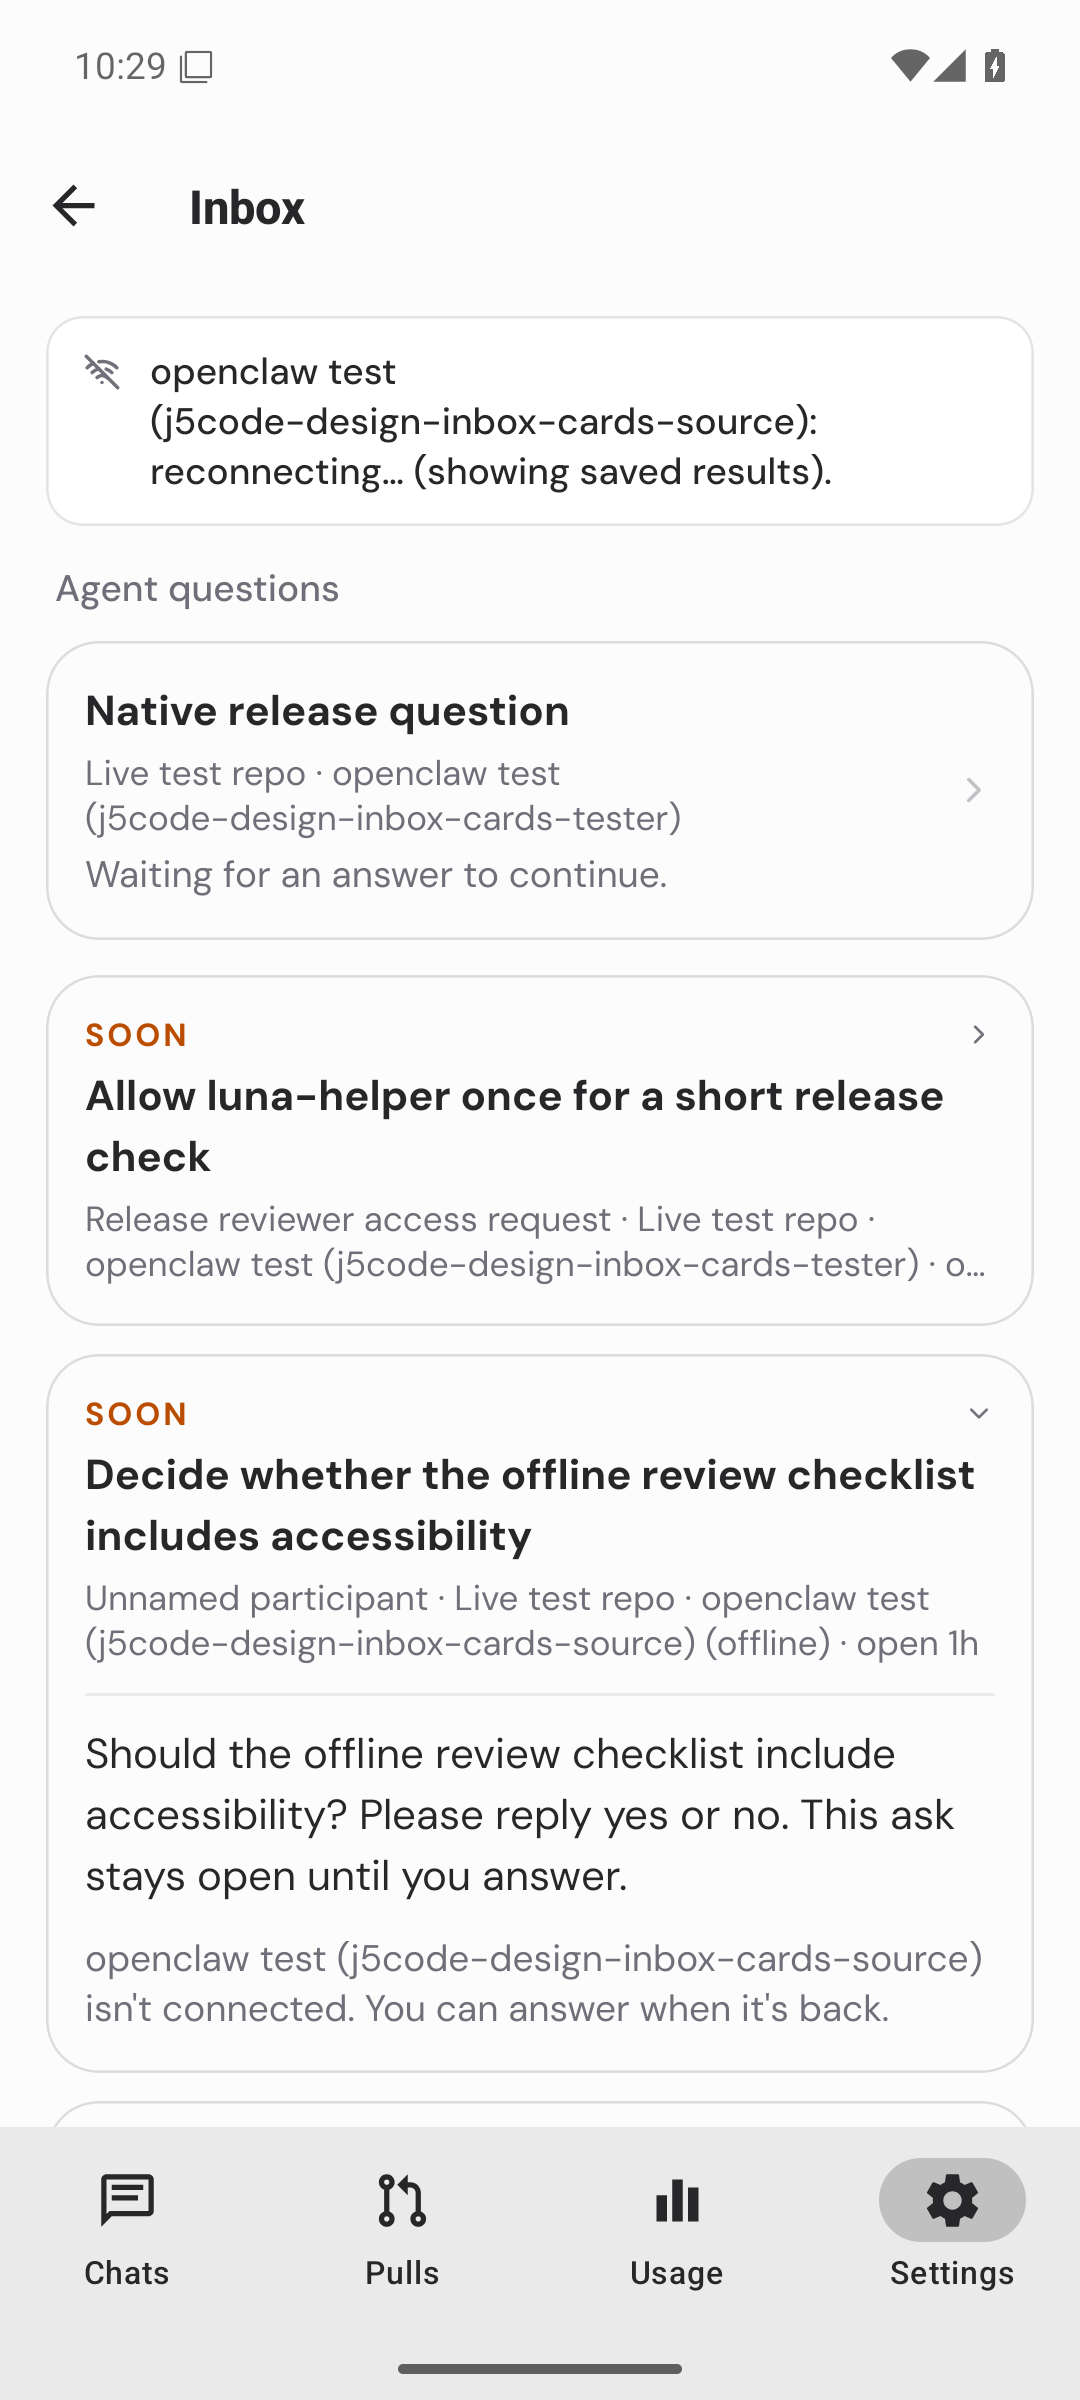 10:29
Inbox
openclaw test
(j5code-design-inbox-cards-source):
reconnecting... (showing saved results).
Agent questions
Native release question
Live test repo · openclaw test
(j5code-design-inbox-cards-tester)
Waiting for an answer to continue.
SOON
Allow luna-helper once for a short release
check
Release reviewer access request · Live test repo ·
openclaw test (j5code-design-inbox-cards-tester) · o...
SOON
Decide whether the offline review checklist
includes accessibility
Unnamed participant · Live test repo · openclaw test
(j5code-design-inbox-cards-source) (offline) · open 1h
Should the offline review checklist include
accessibility? Please reply yes or no. This ask
stays open until you answer.
openclaw test (j5code-design-inbox-cards-source)
isn't connected. You can answer when it's back.
Chats
Pulls
Usage
Settings